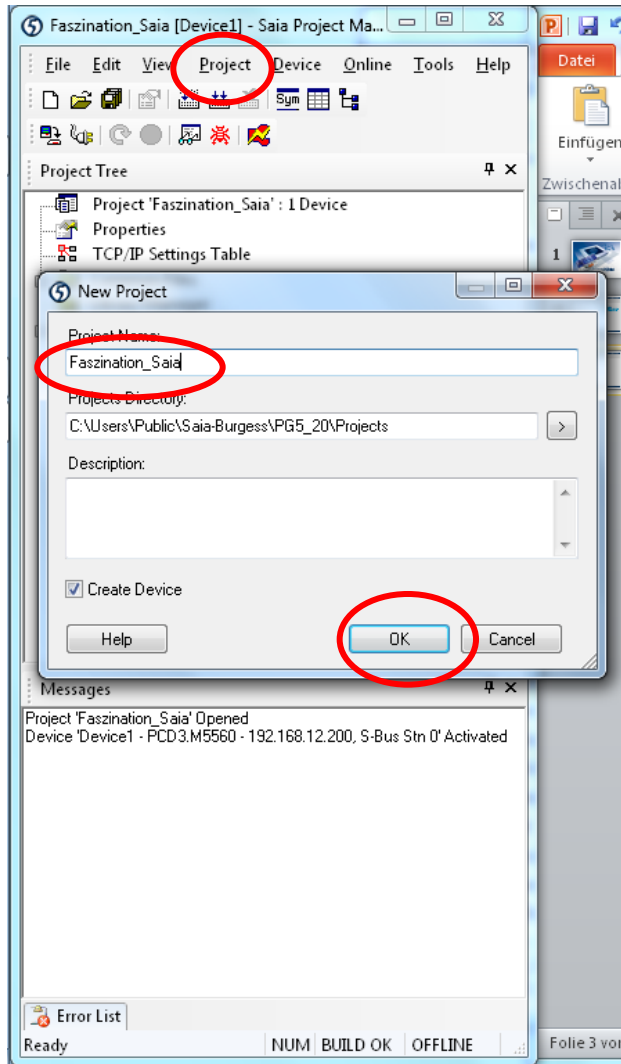 Faszination_Saia [Device1] - Saia Project Ma...
File Edit View Project Device Online Tools Help
Sym
Project Tree
Project 'Faszination_Saia' : 1 Device
Properties
TCP/IP Settings Table
New Project
Project Name:
Faszination_Saia
Projects Directory:
C:\Users\Public\Saia-Burgess\PG5_20\Projects
>
Description:
Create Device
Help OK Cancel
Messages
Project 'Faszination_Saia' Opened
Device 'Device1 - PCD3.M5560 - 192.168.12.200, S-Bus Stn 0' Activated
Error List
Ready NUM BUILD OK OFFLINE
P
Datei
Einfügen
Zwischenab
1
Folie 3 von